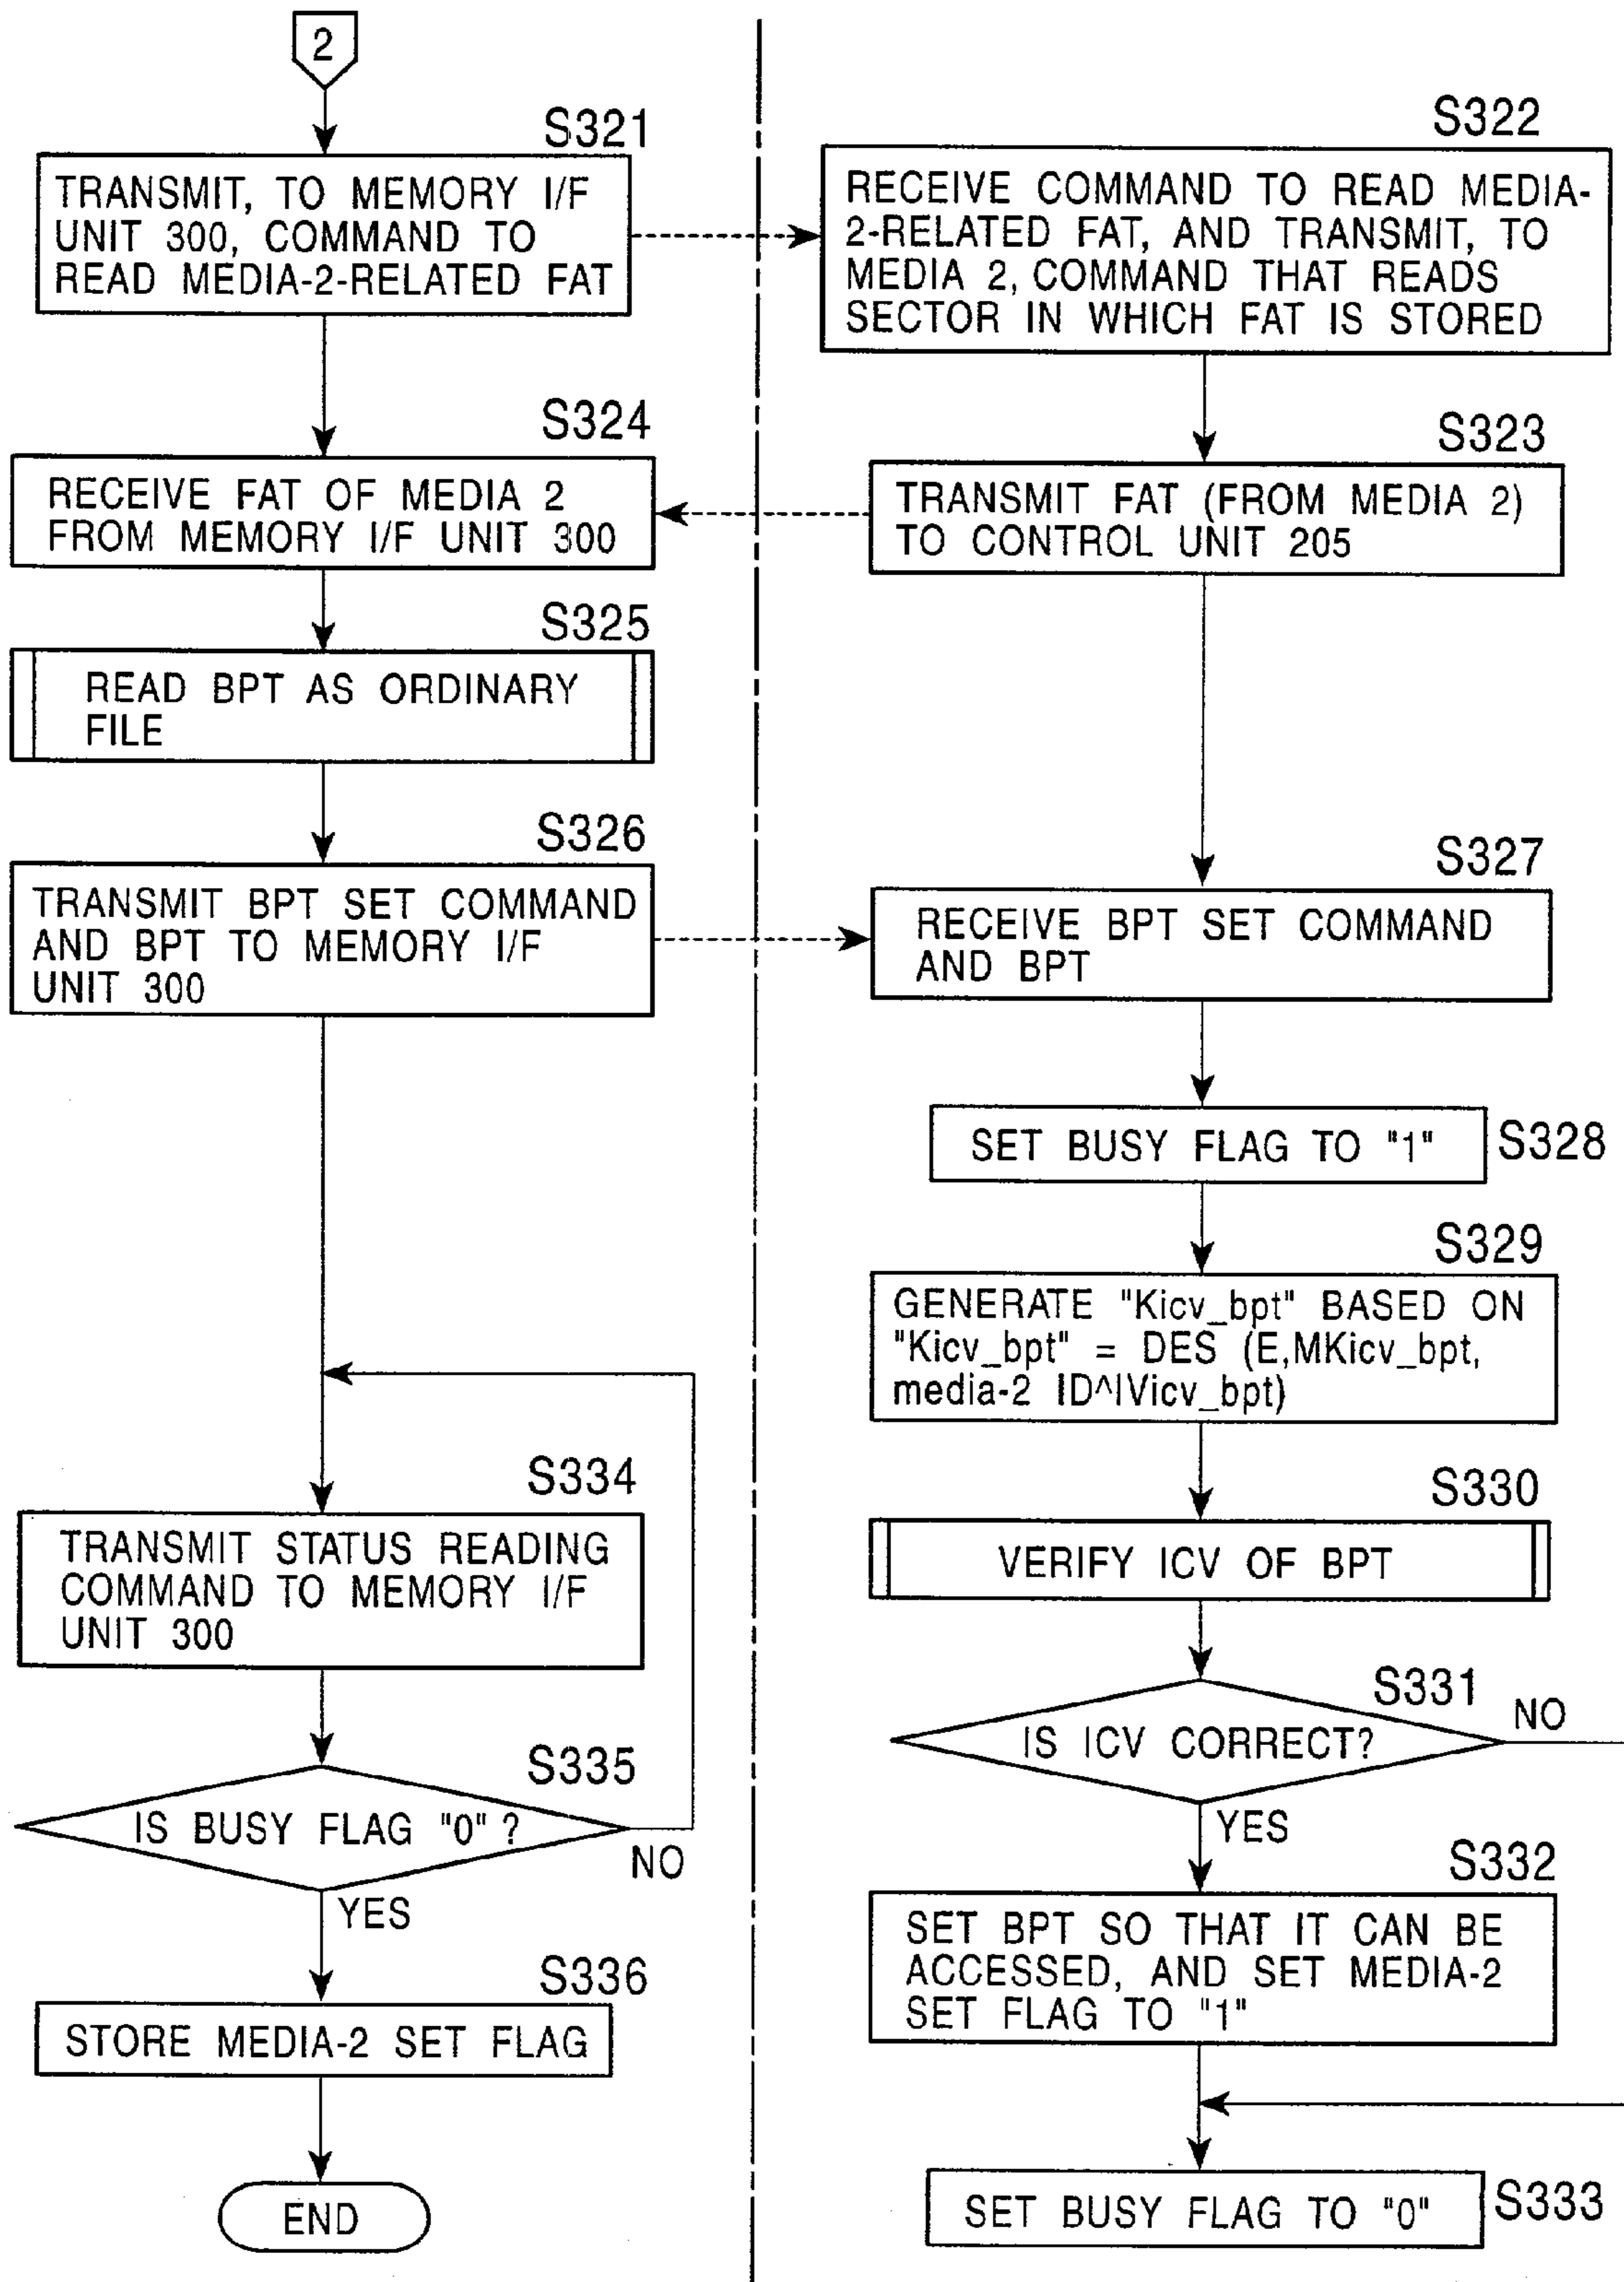 2
S321
TRANSMIT, TO MEMORY I/F
UNIT 300, COMMAND TO
READ MEDIA-2-RELATED FAT
S322
RECEIVE COMMAND TO READ MEDIA-
2-RELATED FAT, AND TRANSMIT, TO
MEDIA 2, COMMAND THAT READS
SECTOR IN WHICH FAT IS STORED
S324
RECEIVE FAT OF MEDIA 2
FROM MEMORY I/F UNIT 300
S323
TRANSMIT FAT (FROM MEDIA 2)
TO CONTROL UNIT 205
S325
READ BPT AS ORDINARY
FILE
S326
TRANSMIT BPT SET COMMAND
AND BPT TO MEMORY I/F
UNIT 300
S327
RECEIVE BPT SET COMMAND
AND BPT
SET BUSY FLAG TO "1"
S328
S329
GENERATE "Kicv_bpt" BASED ON
"Kicv_bpt" = DES (E,MKicv_bpt,
media-2 ID^IVicv_bpt)
S330
VERIFY ICV OF BPT
S331
IS ICV CORRECT?
NO
YES
S332
SET BPT SO THAT IT CAN BE
ACCESSED, AND SET MEDIA-2
SET FLAG TO "1"
SET BUSY FLAG TO "0"
S333
S334
TRANSMIT STATUS READING
COMMAND TO MEMORY I/F
UNIT 300
S335
IS BUSY FLAG "0" ?
NO
YES
S336
STORE MEDIA-2 SET FLAG
END